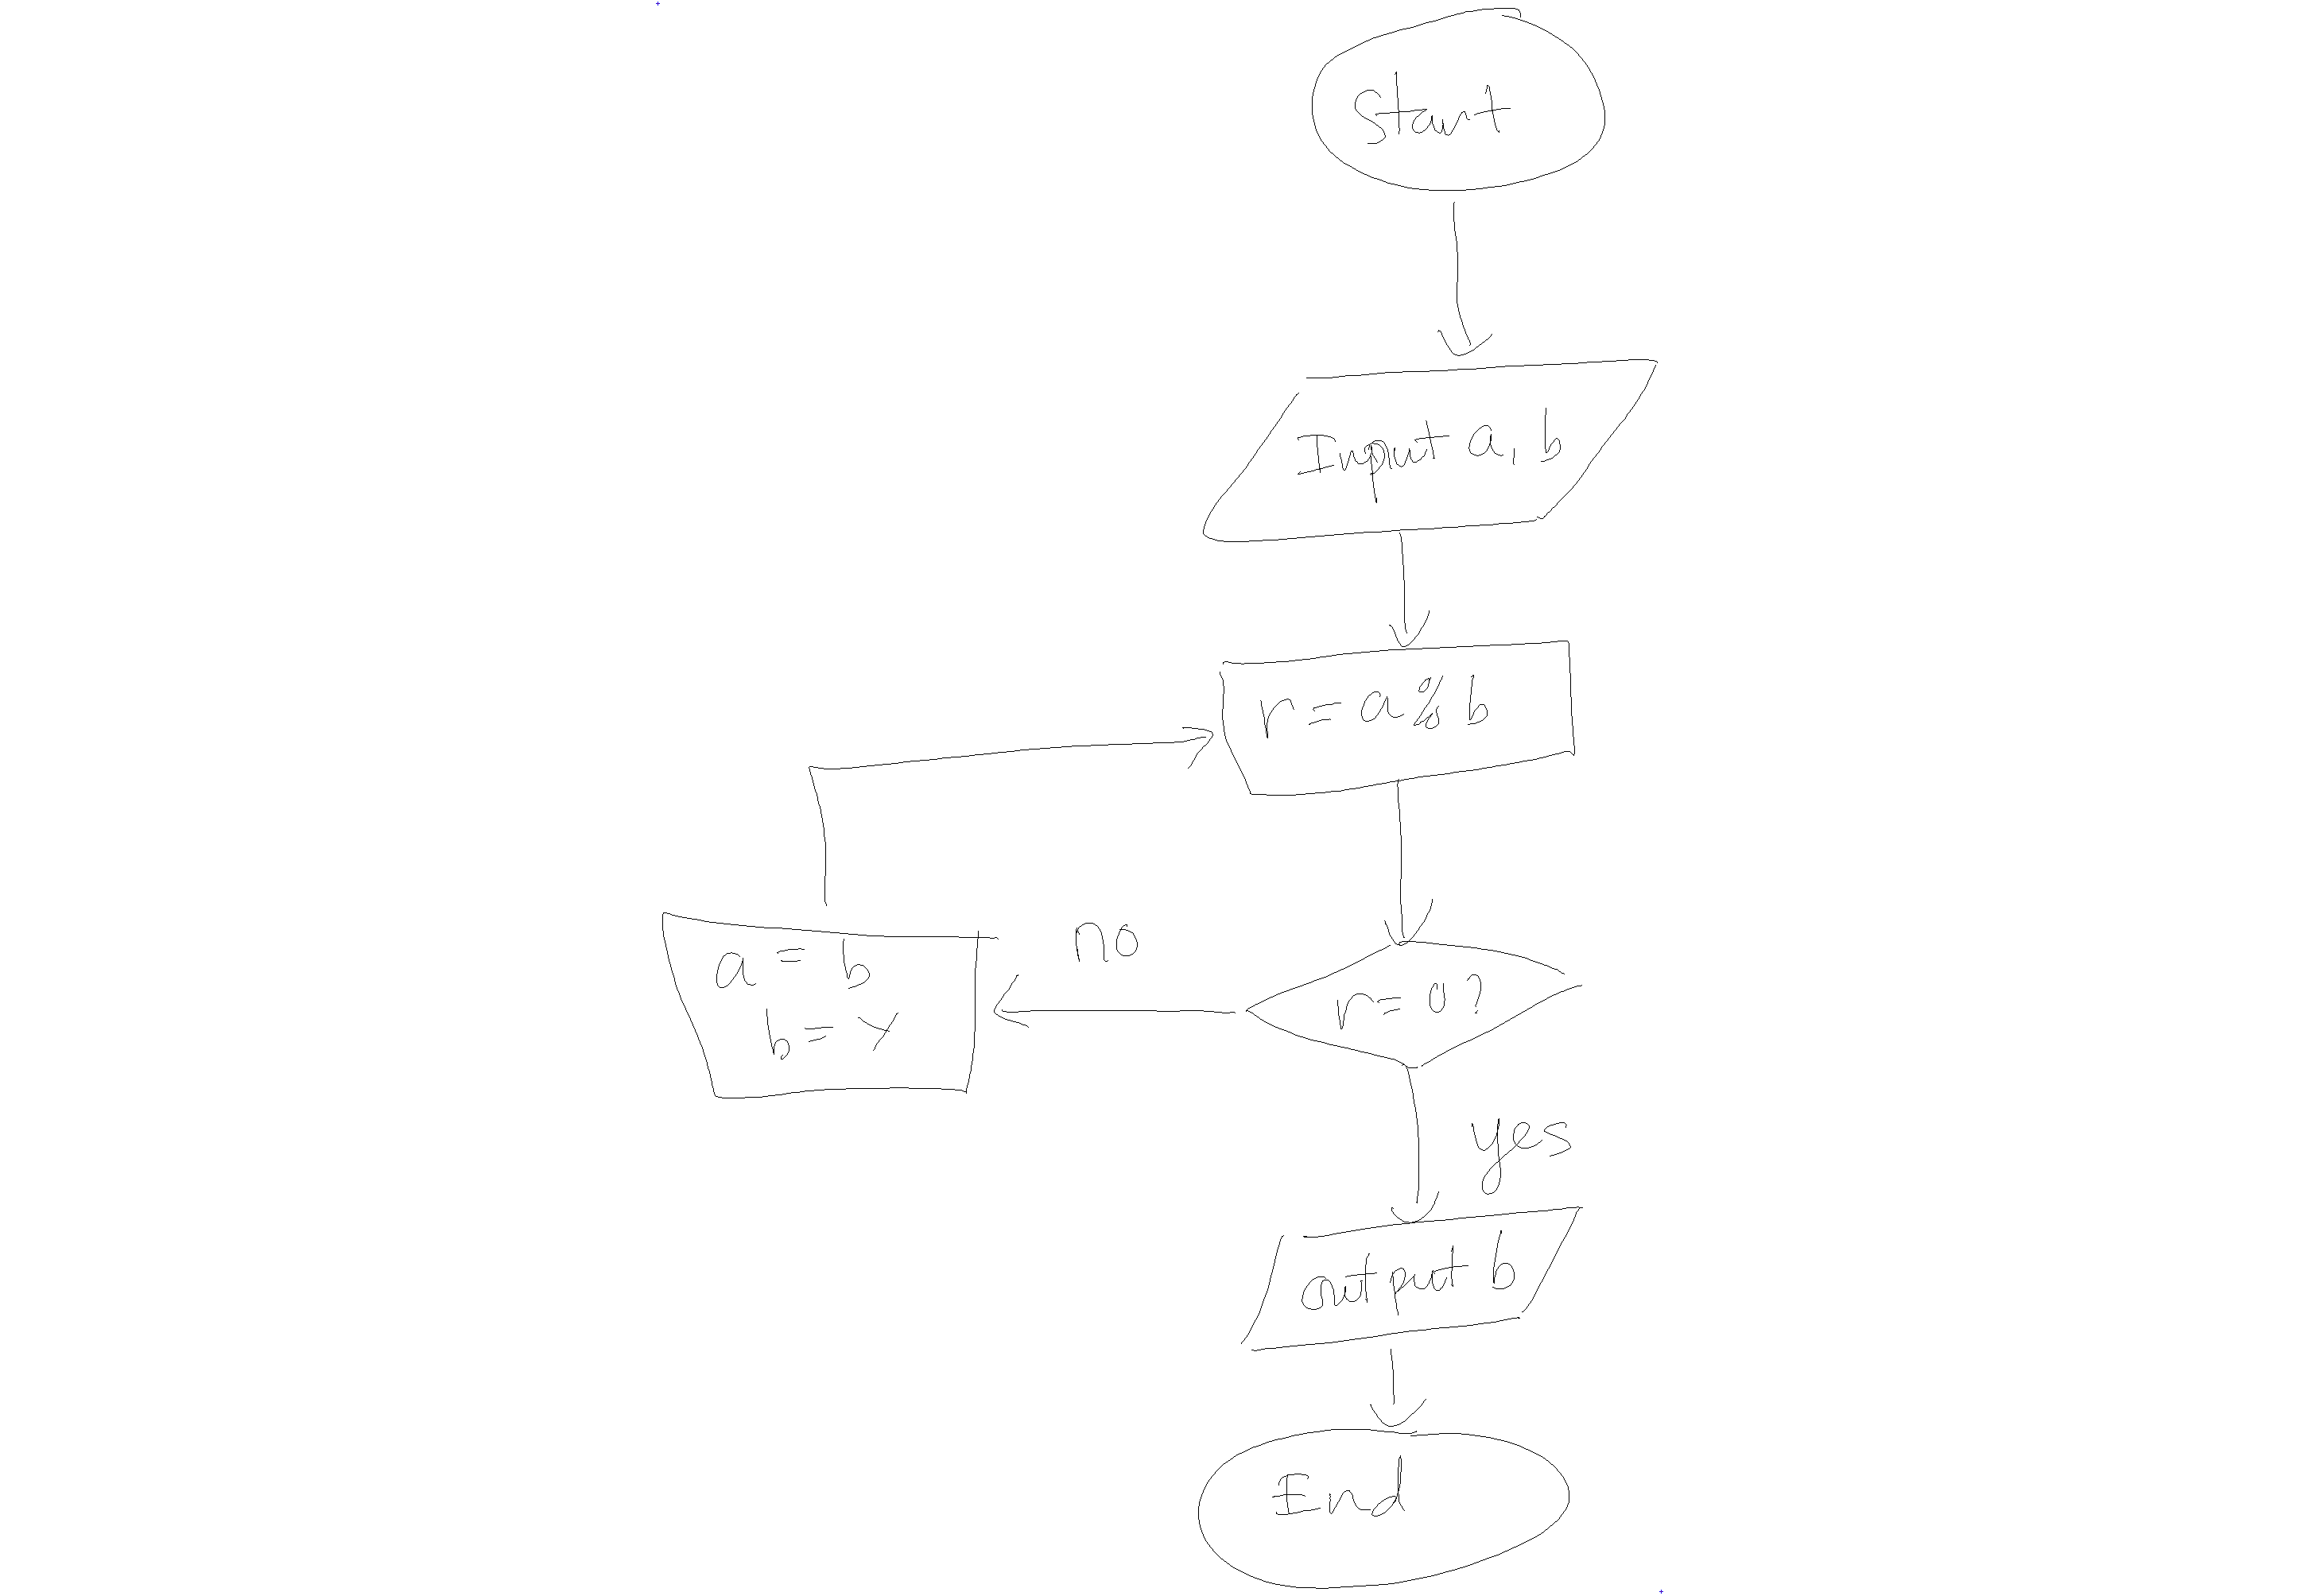 Start
Input a, b
r = a % b
r = 0?
no
a = b
b = r
yes
output b
End